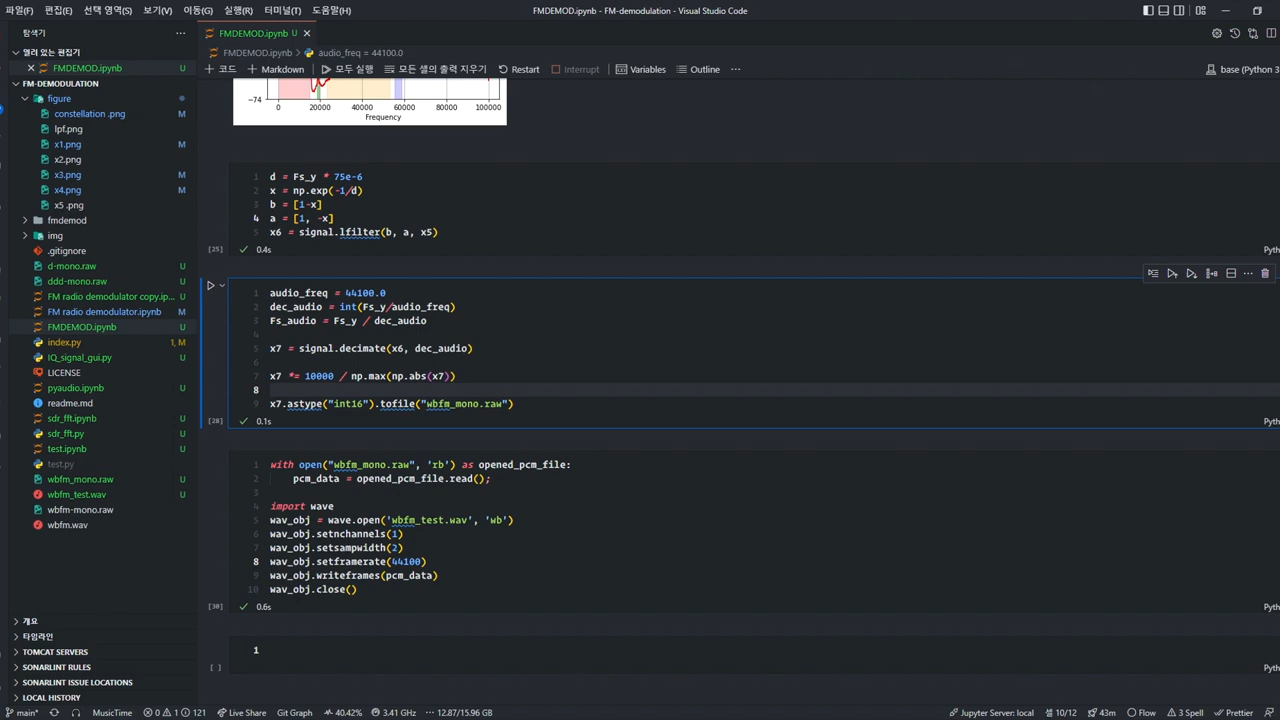 파일(F) 편집(E) 선택 영역(S) 보기(V) 이동(G) 실행(R) 터미널(T) 도움말(H)
FMDEMOD.ipynb - FM-demodulation - Visual Studio Code
탐색기
열려 있는 편집기
FMDEMOD.ipynb U
FM-DEMODULATION
figure
constellation .png M
lpf.png
x1.png M
x2.png
x3.png M
x4.png M
x5 .png
fmdemod
img
.gitignore
d-mono.raw U
ddd-mono.raw U
FM radio demodulator copy.ip... U
FM radio demodulator.ipynb M
FMDEMOD.ipynb U
index.py 1, M
IQ_signal_gui.py U
LICENSE
pyaudio.ipynb U
readme.md
sdr_fft.ipynb U
sdr_fft.py U
test.ipynb U
test.py
wbfm_mono.raw U
wbfm_test.wav U
wbfm-mono.raw
wbfm.wav
개요
타임라인
TOMCAT SERVERS
SONARLINT RULES
SONARLINT ISSUE LOCATIONS
LOCAL HISTORY
FMDEMOD.ipynb U
FMDEMOD.ipynb > audio_freq = 44100.0
코드 Markdown 모두 실행 모든 셀의 출력 지우기 Restart Interrupt Variables Outline ...
base (Python 3
-74
0 20000 40000 60000 80000 100000
Frequency
1 d = Fs_y * 75e-6
2 x = np.exp(-1/d)
3 b = [1-x]
4 a = [1, -x]
5 x6 = signal.lfilter(b, a, x5)
[25] 0.4s Pyth
1 audio_freq = 44100.0
2 dec_audio = int(Fs_y/audio_freq)
3 Fs_audio = Fs_y / dec_audio
4
5 x7 = signal.decimate(x6, dec_audio)
6
7 x7 *= 10000 / np.max(np.abs(x7))
8
9 x7.astype("int16").tofile("wbfm_mono.raw")
[28] 0.1s Pyth
1 with open("wbfm_mono.raw", 'rb') as opened_pcm_file:
2 pcm_data = opened_pcm_file.read();
3
4 import wave
5 wav_obj = wave.open('wbfm_test.wav', 'wb')
6 wav_obj.setnchannels(1)
7 wav_obj.setsampwidth(2)
8 wav_obj.setframerate(44100)
9 wav_obj.writeframes(pcm_data)
10 wav_obj.close()
[30] 0.6s Pyth
1
[ ] Pyth
main* MusicTime 0 1 121 Live Share Git Graph 40.42% 3.41 GHz 12.87/15.96 GB Jupyter Server: local 셀 10/12 43m Flow 3 Spell Prettier